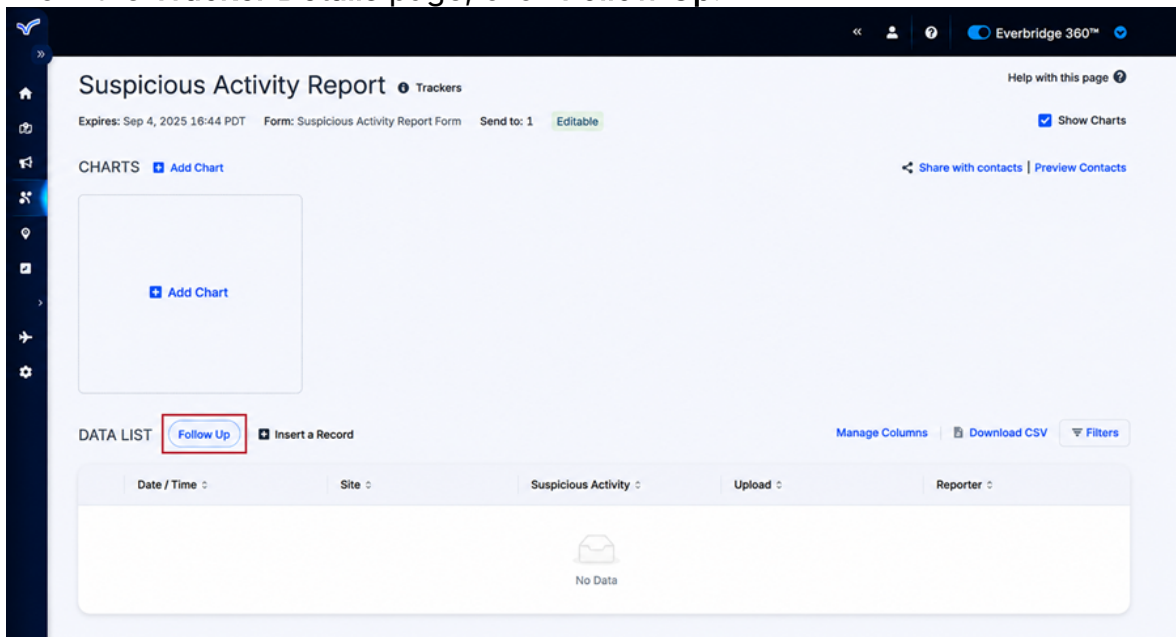 « Everbridge 360™
Suspicious Activity Report Trackers
Help with this page
Expires: Sep 4, 2025 16:44 PDT Form: Suspicious Activity Report Form Send to: 1 Editable
Show Charts
CHARTS Add Chart
Share with contacts | Preview Contacts
Add Chart
DATA LIST Follow Up Insert a Record
Manage Columns Download CSV Filters
Date / Time Site Suspicious Activity Upload Reporter
No Data